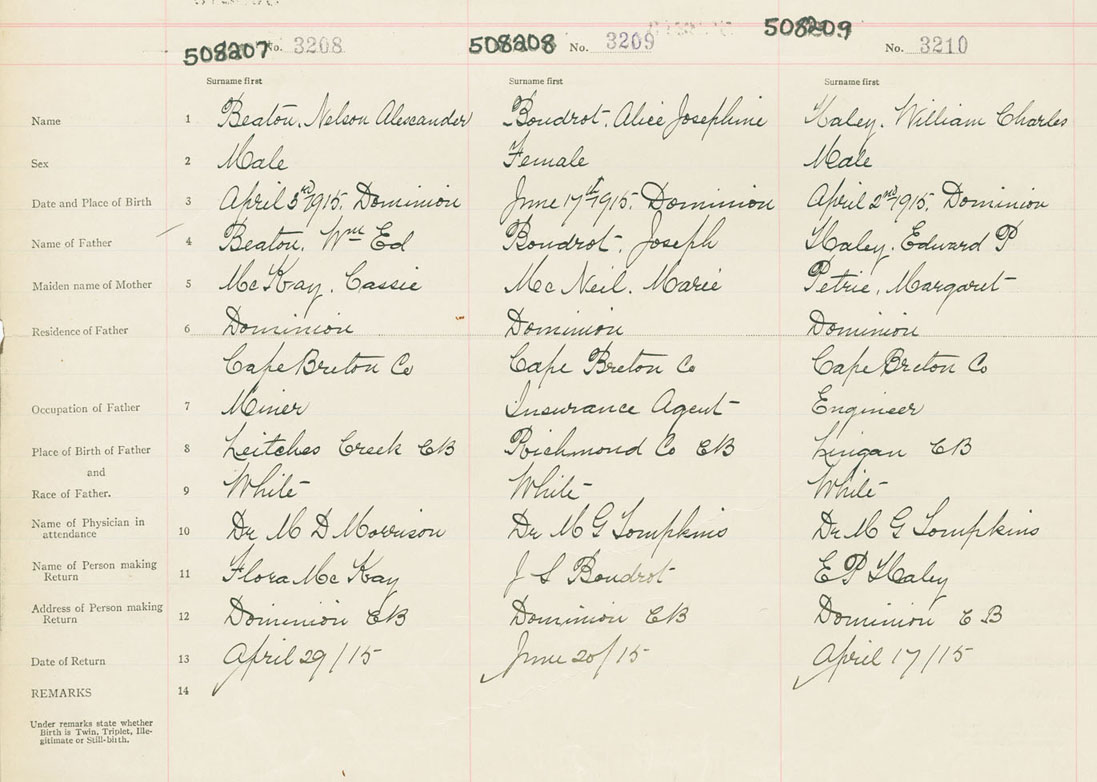 508207 No. 3208 508208 No. 3209 508209 No. 3210
Surname first Surname first Surname first
Name 1 Beaton, Nelson Alexander Boudrot, Alice Josephine Haley, William Charles
Sex 2 Male Female Male
Date and Place of Birth 3 April 3rd 1915, Dominion June 17th 1915, Dominion April 2nd 1915, Dominion
Name of Father 4 Beaton, Wm Ed Boudrot, Joseph Haley, Edward P
Maiden name of Mother 5 McKay, Cassie McNeil, Marie Petrie, Margaret
Residence of Father 6 Dominion Dominion Dominion
Cape Breton Co Cape Breton Co Cape Breton Co
Occupation of Father 7 Miner Insurance Agent Engineer
Place of Birth of Father 8 Leitches Creek CB Richmond Co CB Lingan CB
and
Race of Father. 9 White White White
Name of Physician in
attendance 10 Dr M D Morrison Dr M G Tompkins Dr M G Tompkins
Name of Person making
Return 11 Flora McKay J S Boudrot E P Haley
Address of Person making
Return 12 Dominion CB Dominion CB Dominion C B
Date of Return 13 April 29/15 June 20/15 April 17/15
REMARKS 14
Under remarks state whether
Birth is Twin, Triplet, Ille-
gitimate or Still-birth.